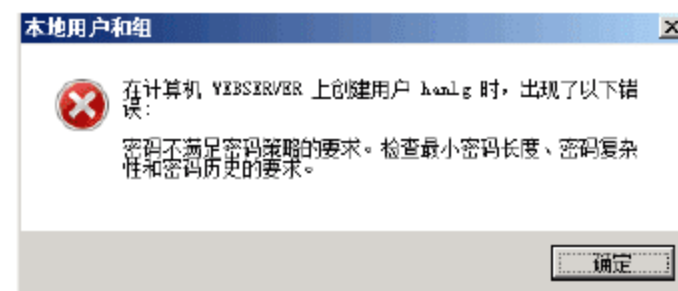 本地用户和组
在计算机 WEBSERVER 上创建用户 hanlg 时，出现了以下错
误：
密码不满足密码策略的要求。检查最小密码长度、密码复杂
性和密码历史的要求。
确定